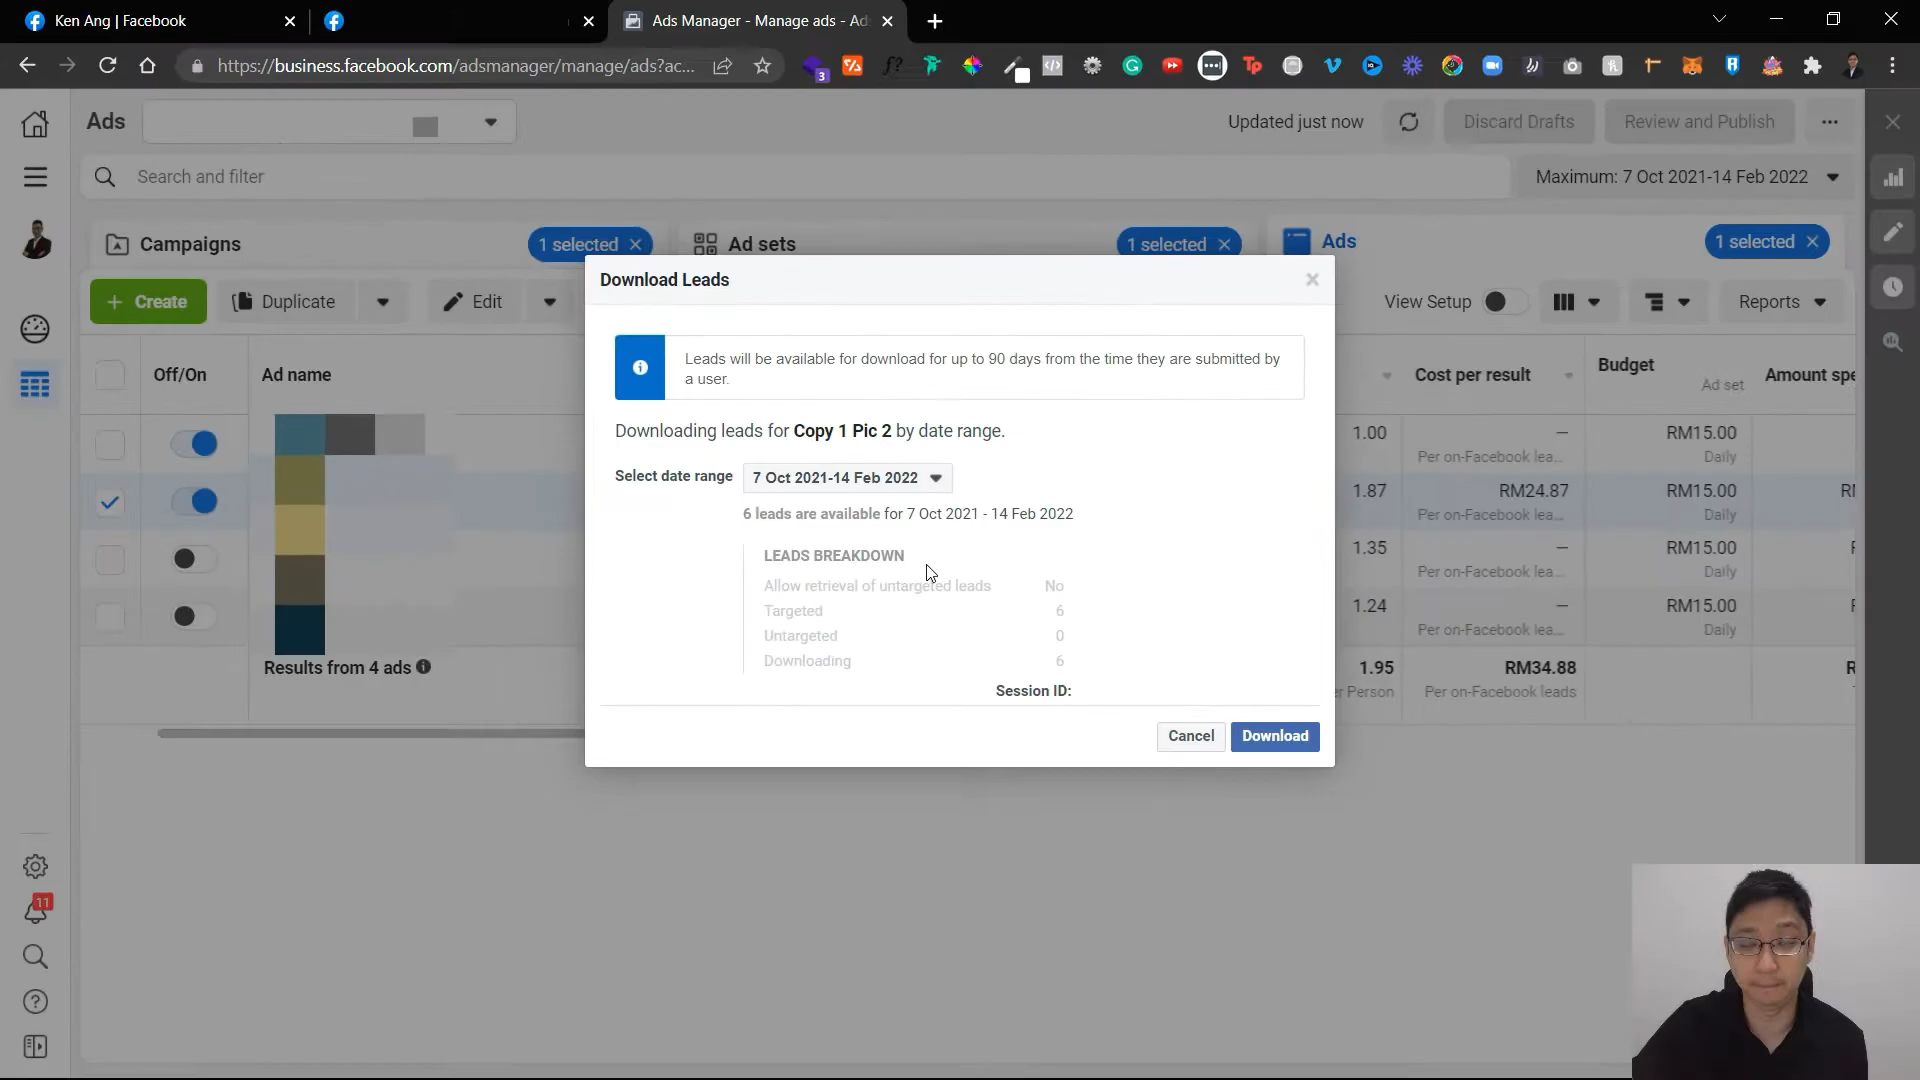 Ken Ang | Facebook
Ads Manager - Manage ads - Ad
https://business.facebook.com/adsmanager/manage/ads?ac...
3
f?
Tp
Ads
Updated just now
Discard Drafts
Review and Publish
Search and filter
Maximum: 7 Oct 2021-14 Feb 2022
Campaigns
1 selected
Ad sets
1 selected
Ads
1 selected
Create
Duplicate
Edit
View Setup
Reports
Off/On
Ad name
Cost per result
Budget
Ad set
Amount spe
1.00
—
Per on-Facebook lea...
RM15.00
Daily
1.87
RM24.87
Per on-Facebook lea...
RM15.00
Daily
1.35
—
Per on-Facebook lea...
RM15.00
Daily
1.24
—
Per on-Facebook lea...
RM15.00
Daily
Results from 4 ads
1.95
Person
RM34.88
Per on-Facebook leads
Download Leads
Leads will be available for download for up to 90 days from the time they are submitted by
a user.
Downloading leads for Copy 1 Pic 2 by date range.
Select date range
7 Oct 2021-14 Feb 2022
6 leads are available for 7 Oct 2021 - 14 Feb 2022
LEADS BREAKDOWN
Allow retrieval of untargeted leads No
Targeted 6
Untargeted 0
Downloading 6
Session ID:
Cancel
Download
11